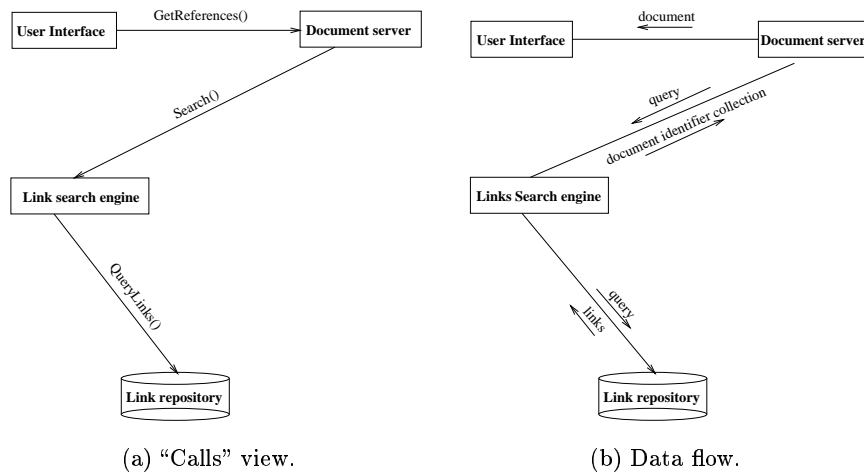 GetReferences()
User Interface
Document server
Search()
Link search engine
QueryLinks()
Link repository
(a) “Calls” view.
document
User Interface
Document server
query
document identifier collection
Links Search engine
query
links
Link repository
(b) Data flow.